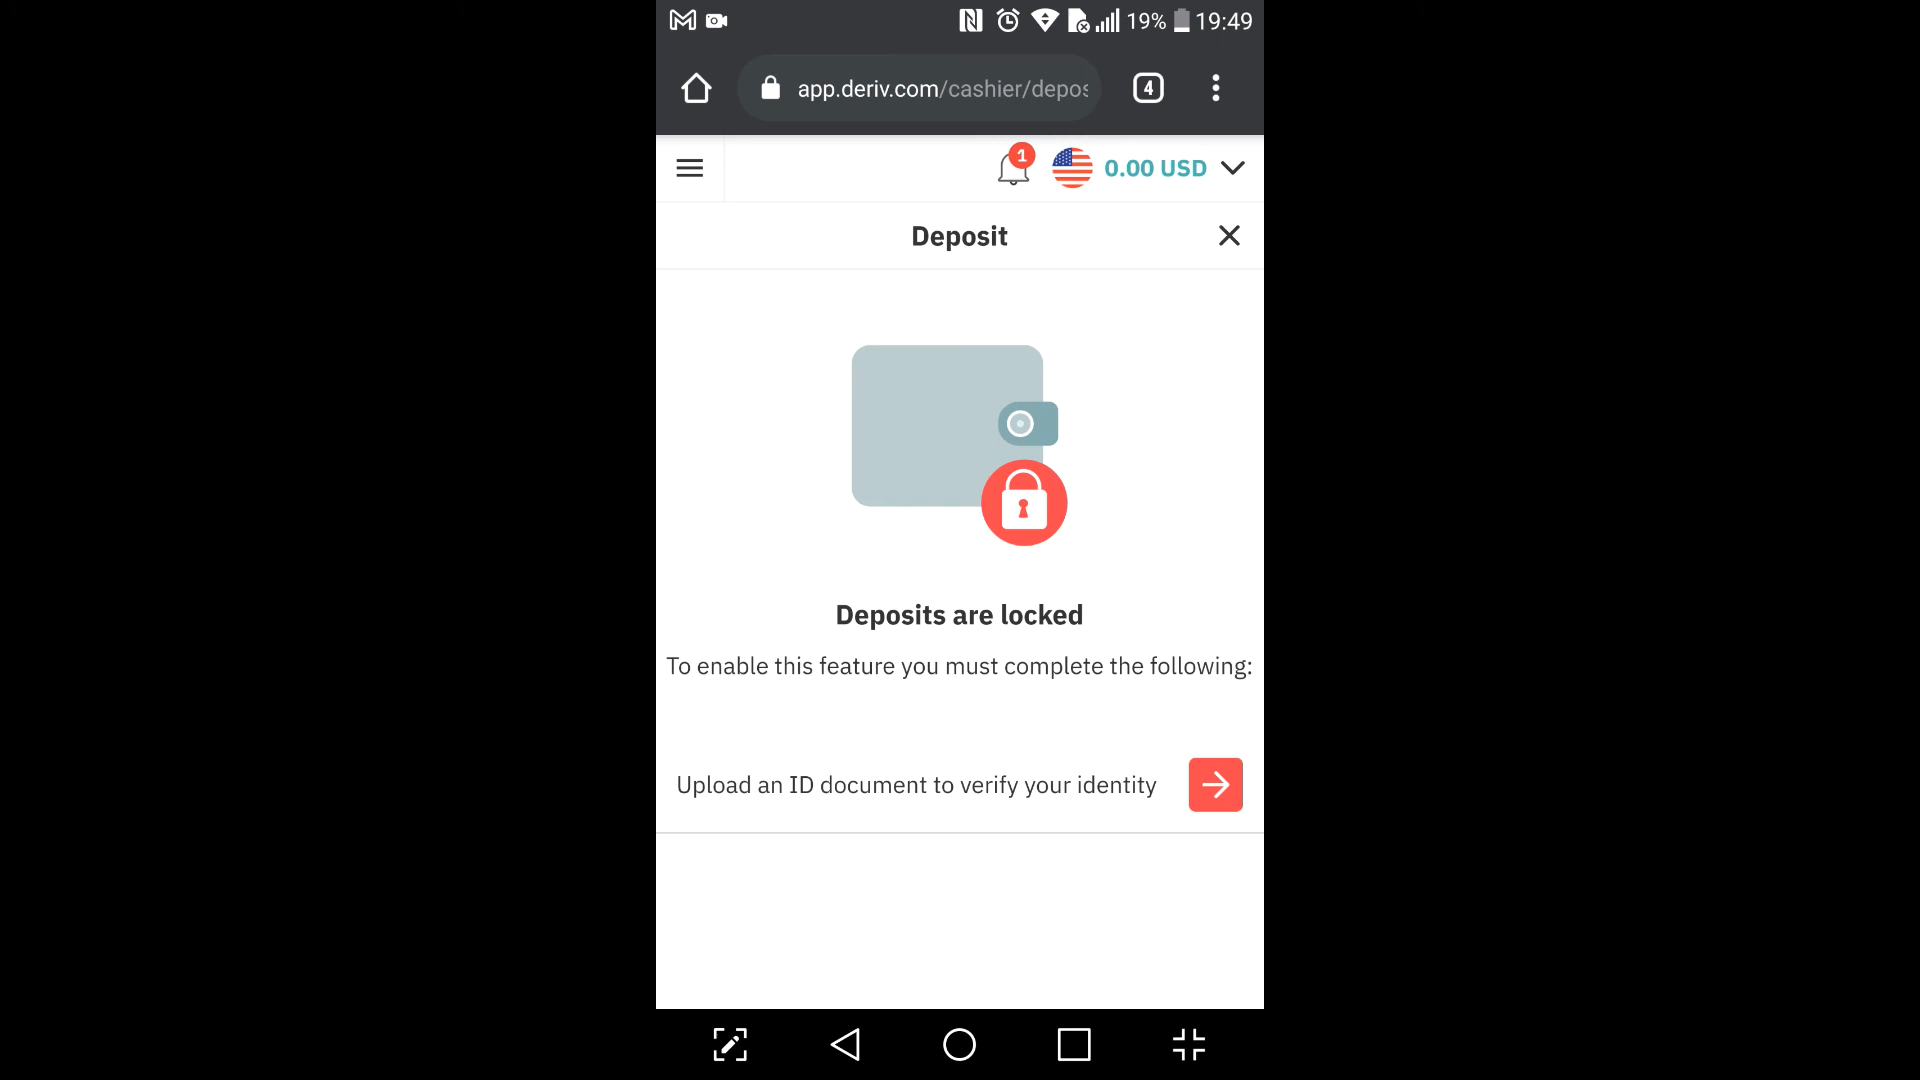 19% 19:49
app.deriv.com/cashier/depos
4
1
0.00 USD
Deposit
Deposits are locked
To enable this feature you must complete the following:
Upload an ID document to verify your identity